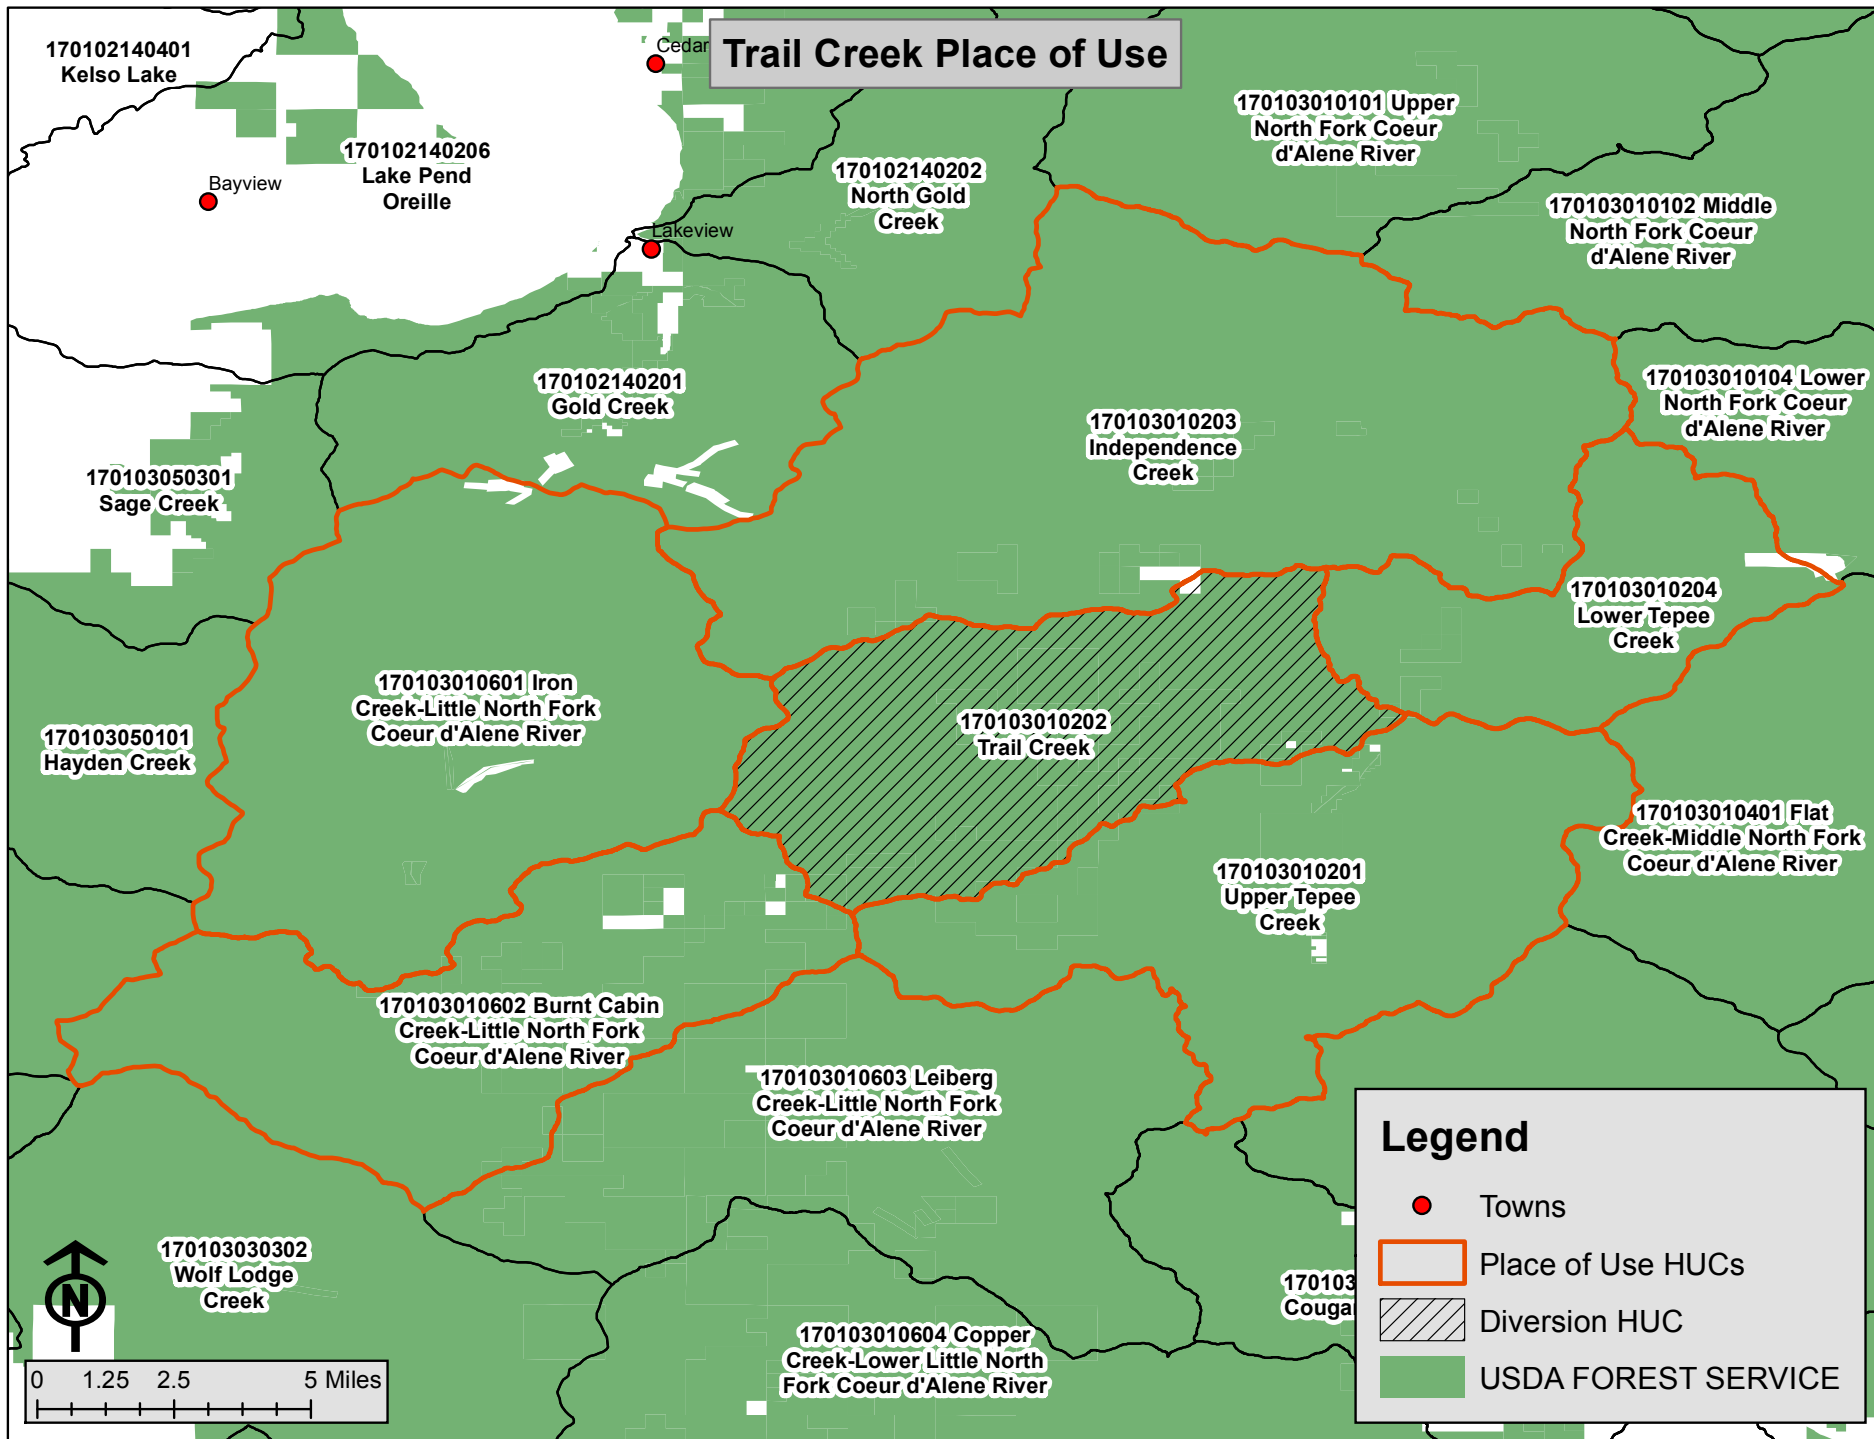 Trail Creek Place of Use
170102140401
Kelso Lake
Cedar
170102140206
Lake Pend
Oreille
Bayview
Lakeview
170102140202
North Gold
Creek
170103010101 Upper
North Fork Coeur
d'Alene River
170103010102 Middle
North Fork Coeur
d'Alene River
170102140201
Gold Creek
170103010104 Lower
North Fork Coeur
d'Alene River
170103010203
Independence
Creek
170103050301
Sage Creek
170103010204
Lower Tepee
Creek
170103010601 Iron
Creek-Little North Fork
Coeur d'Alene River
170103010202
Trail Creek
170103050101
Hayden Creek
170103010401 Flat
Creek-Middle North Fork
Coeur d'Alene River
170103010201
Upper Tepee
Creek
170103010602 Burnt Cabin
Creek-Little North Fork
Coeur d'Alene River
170103010603 Leiberg
Creek-Little North Fork
Coeur d'Alene River
170103030302
Wolf Lodge
Creek
170103
Cougar
170103010604 Copper
Creek-Lower Little North
Fork Coeur d'Alene River
N
0 1.25 2.5 5 Miles
Legend
Towns
Place of Use HUCs
Diversion HUC
USDA FOREST SERVICE